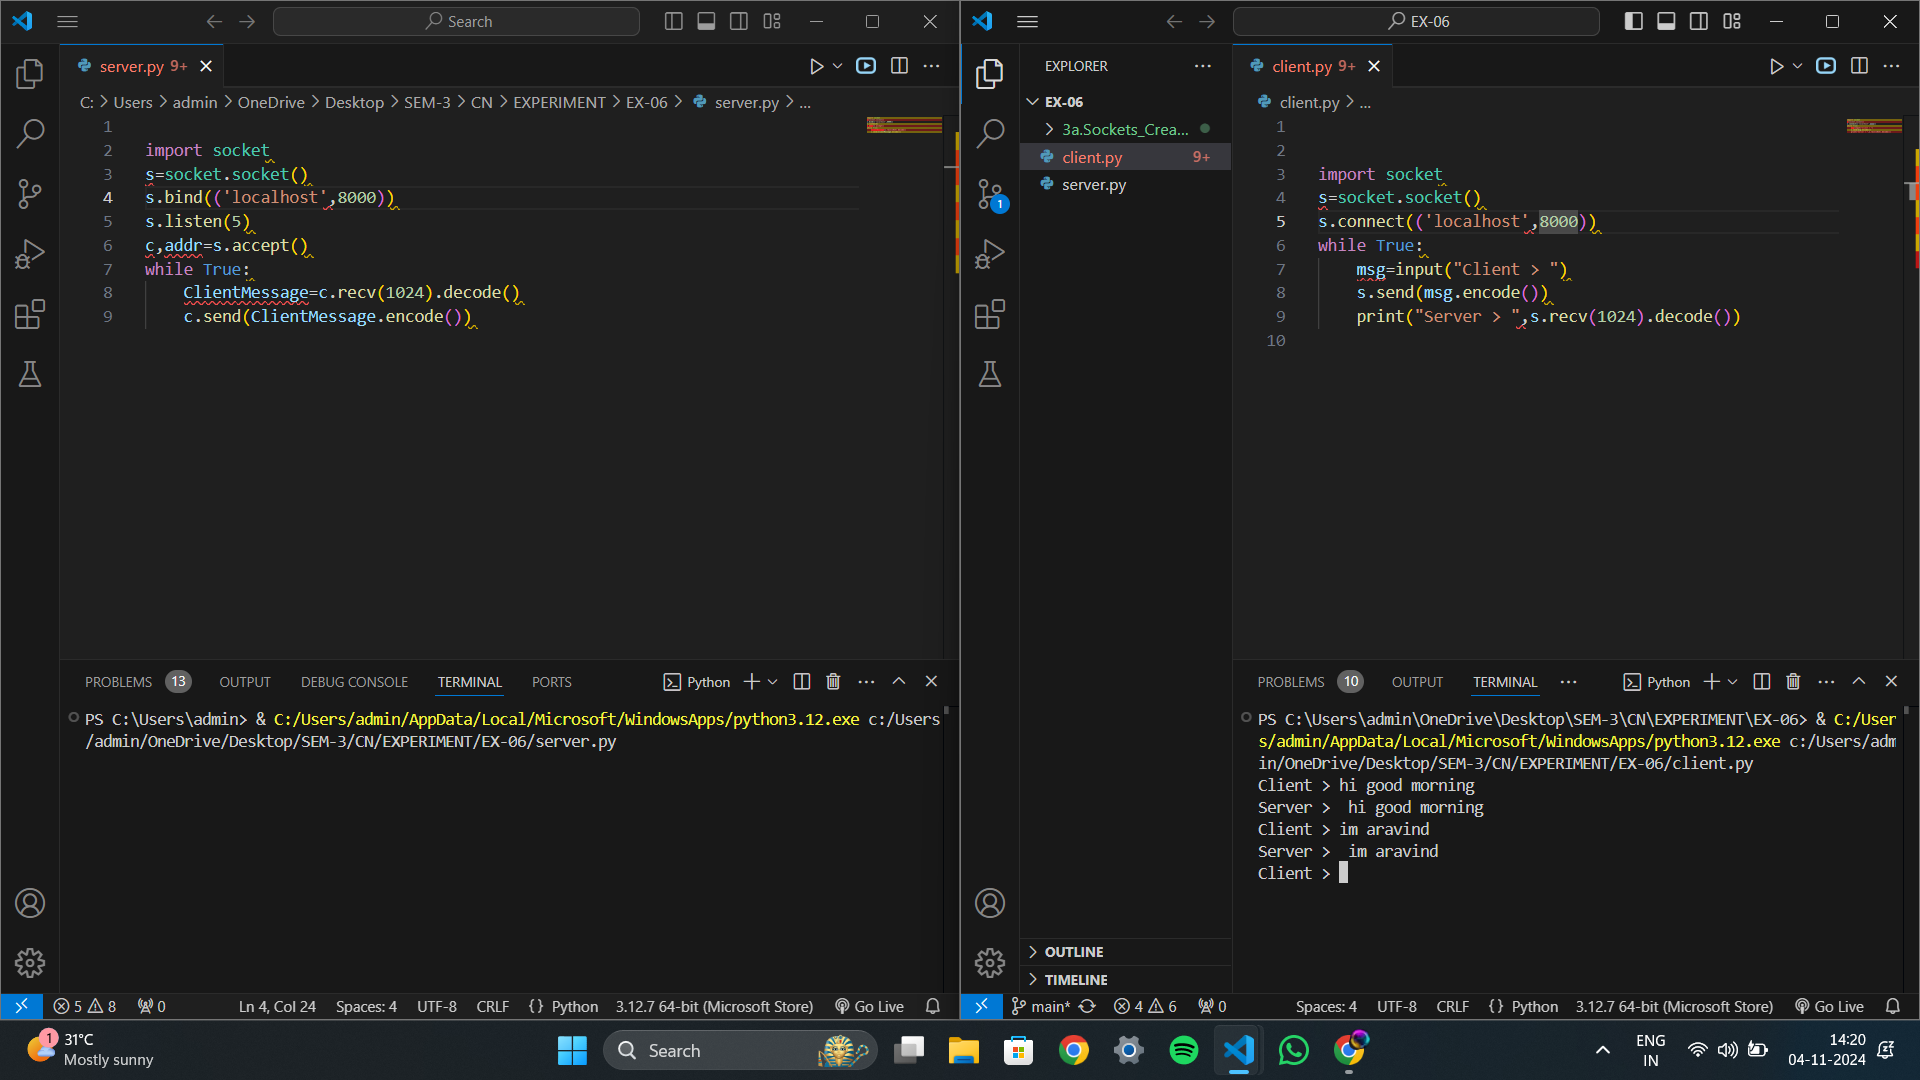 Search
server.py 9+
C: > Users > admin > OneDrive > Desktop > SEM-3 > CN > EXPERIMENT > EX-06 > server.py > ...
1
2 import socket
3 s=socket.socket()
4 s.bind(('localhost',8000))
5 s.listen(5)
6 c,addr=s.accept()
7 while True:
8 ClientMessage=c.recv(1024).decode()
9 c.send(ClientMessage.encode())
PROBLEMS 13 OUTPUT DEBUG CONSOLE TERMINAL PORTS Python
PS C:\Users\admin> & C:/Users/admin/AppData/Local/Microsoft/WindowsApps/python3.12.exe c:/Users
/admin/OneDrive/Desktop/SEM-3/CN/EXPERIMENT/EX-06/server.py
5 8 0 Ln 4, Col 24 Spaces: 4 UTF-8 CRLF {} Python 3.12.7 64-bit (Microsoft Store) Go Live
EX-06
EXPLORER
EX-06
3a.Sockets_Crea...
client.py 9+
server.py
OUTLINE
TIMELINE
client.py 9+
client.py > ...
1
2
3 import socket
4 s=socket.socket()
5 s.connect(('localhost',8000))
6 while True:
7 msg=input("Client > ")
8 s.send(msg.encode())
9 print("Server > ",s.recv(1024).decode())
10
1
PROBLEMS 10 OUTPUT TERMINAL Python
PS C:\Users\admin\OneDrive\Desktop\SEM-3\CN\EXPERIMENT\EX-06> & C:/User
s/admin/AppData/Local/Microsoft/WindowsApps/python3.12.exe c:/Users/adm
in/OneDrive/Desktop/SEM-3/CN/EXPERIMENT/EX-06/client.py
Client > hi good morning
Server >  hi good morning
Client > im aravind
Server >  im aravind
Client >
main* 4 6 0 Spaces: 4 UTF-8 CRLF {} Python 3.12.7 64-bit (Microsoft Store) Go Live
1
31°C
Mostly sunny
Search
ENG
IN
14:20
04-11-2024